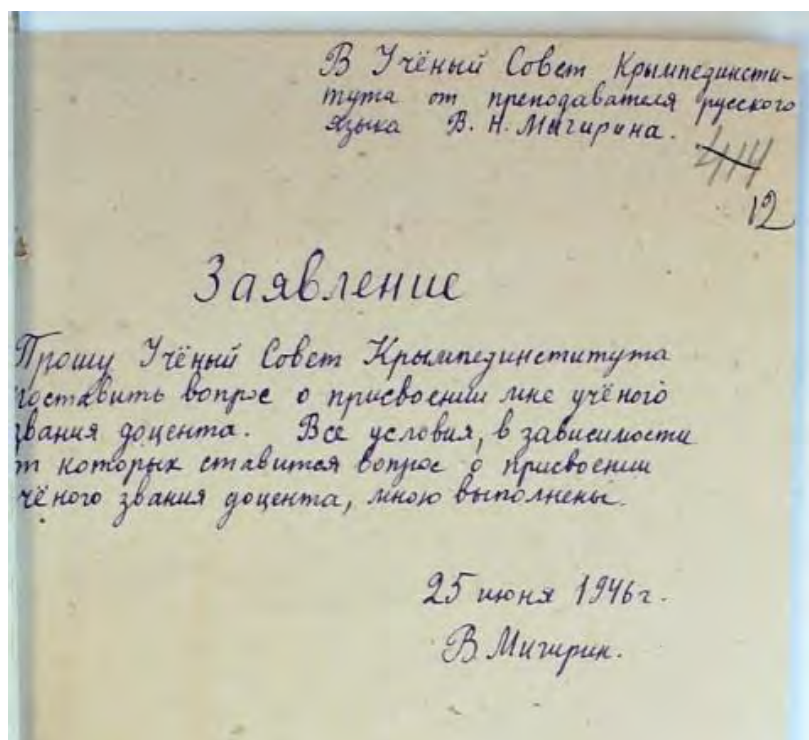 В Учёный Совет Крымпединсти-
тута от преподавателя русского
языка В. Н. Мигирина.
414
12
Заявление
Прошу Учёный Совет Крымпединститута
поставить вопрос о присвоении мне учёного
звания доцента. Все условия, в зависимости
от которых ставится вопрос о присвоении
учёного звания доцента, мною выполнены.
25 июня 1946г.
В. Мигирин.